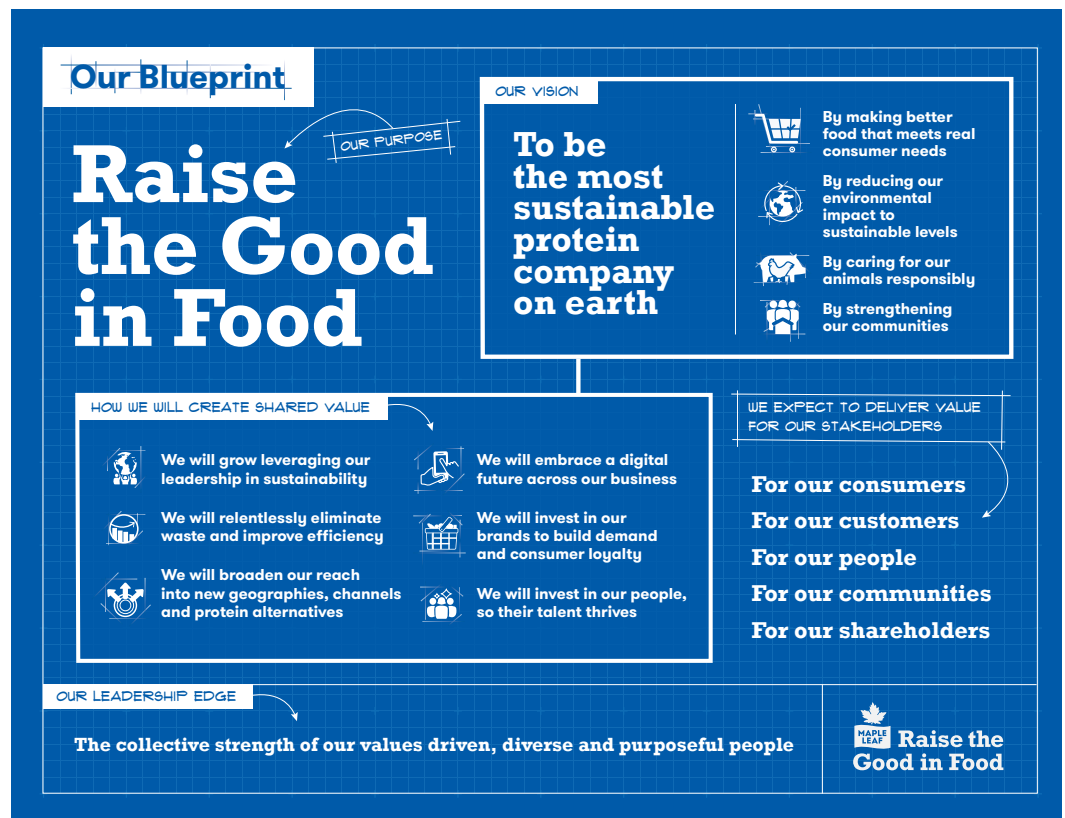 Our Blueprint
OUR PURPOSE
Raise
the Good
in Food
OUR VISION
To be
the most
sustainable
protein
company
on earth
By making better
food that meets real
consumer needs
By reducing our
environmental
impact to
sustainable levels
By caring for our
animals responsibly
By strengthening
our communities
HOW WE WILL CREATE SHARED VALUE
We will grow leveraging our
leadership in sustainability
We will relentlessly eliminate
waste and improve efficiency
We will broaden our reach
into new geographies, channels
and protein alternatives
We will embrace a digital
future across our business
We will invest in our
brands to build demand
and consumer loyalty
We will invest in our people,
so their talent thrives
WE EXPECT TO DELIVER VALUE
FOR OUR STAKEHOLDERS
For our consumers
For our customers
For our people
For our communities
For our shareholders
OUR LEADERSHIP EDGE
The collective strength of our values driven, diverse and purposeful people
MAPLE
LEAF
Raise the
Good in Food